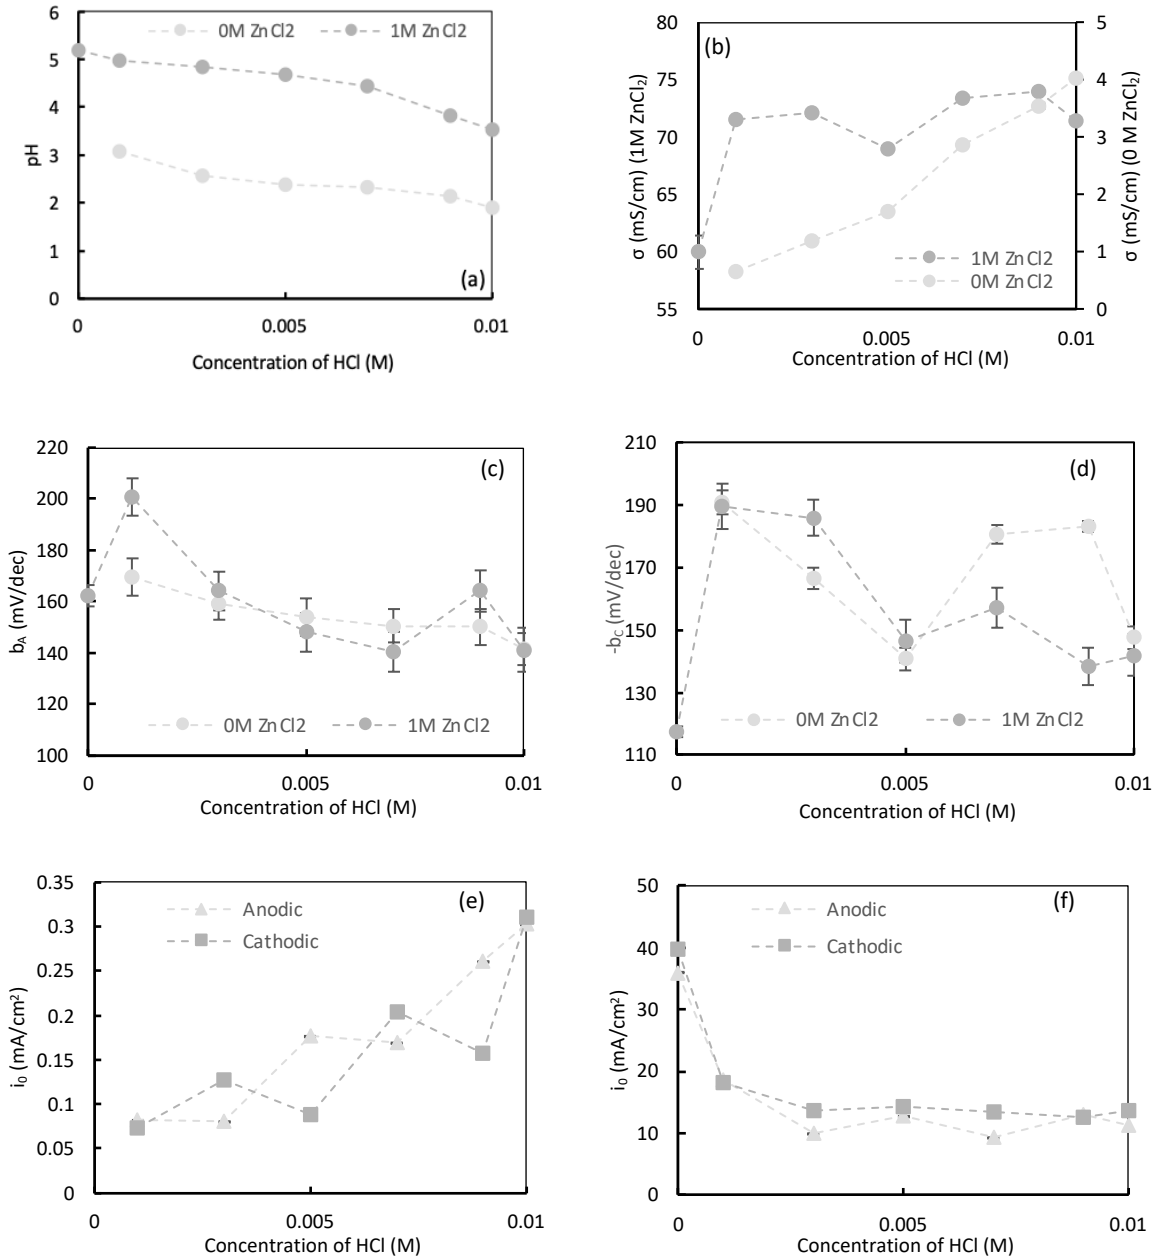 6
5
4
3
2
1
0
pH
0M ZnCl2
1M ZnCl2
(a)
0
0.005
0.01
Concentration of HCl (M)
80
75
70
65
60
55
σ (mS/cm) (1M ZnCl₂)
(b)
5
4
3
2
1
0
σ (mS/cm) (0 M ZnCl₂)
1M ZnCl2
0M ZnCl2
0
0.005
0.01
Concentration of HCl (M)
220
200
180
160
140
120
100
b_A (mV/dec)
(c)
0M ZnCl2
1M ZnCl2
0
0.005
0.01
Concentration of HCl (M)
210
190
170
150
130
110
-b_C (mV/dec)
(d)
0M ZnCl2
1M ZnCl2
0
0.005
0.01
Concentration of HCl (M)
0.35
0.3
0.25
0.2
0.15
0.1
0.05
0
i₀ (mA/cm²)
Anodic
Cathodic
(e)
0
0.005
0.01
Concentration of HCl (M)
50
40
30
20
10
0
i₀ (mA/cm²)
Anodic
Cathodic
(f)
0
0.005
0.01
Concentration of HCl (M)